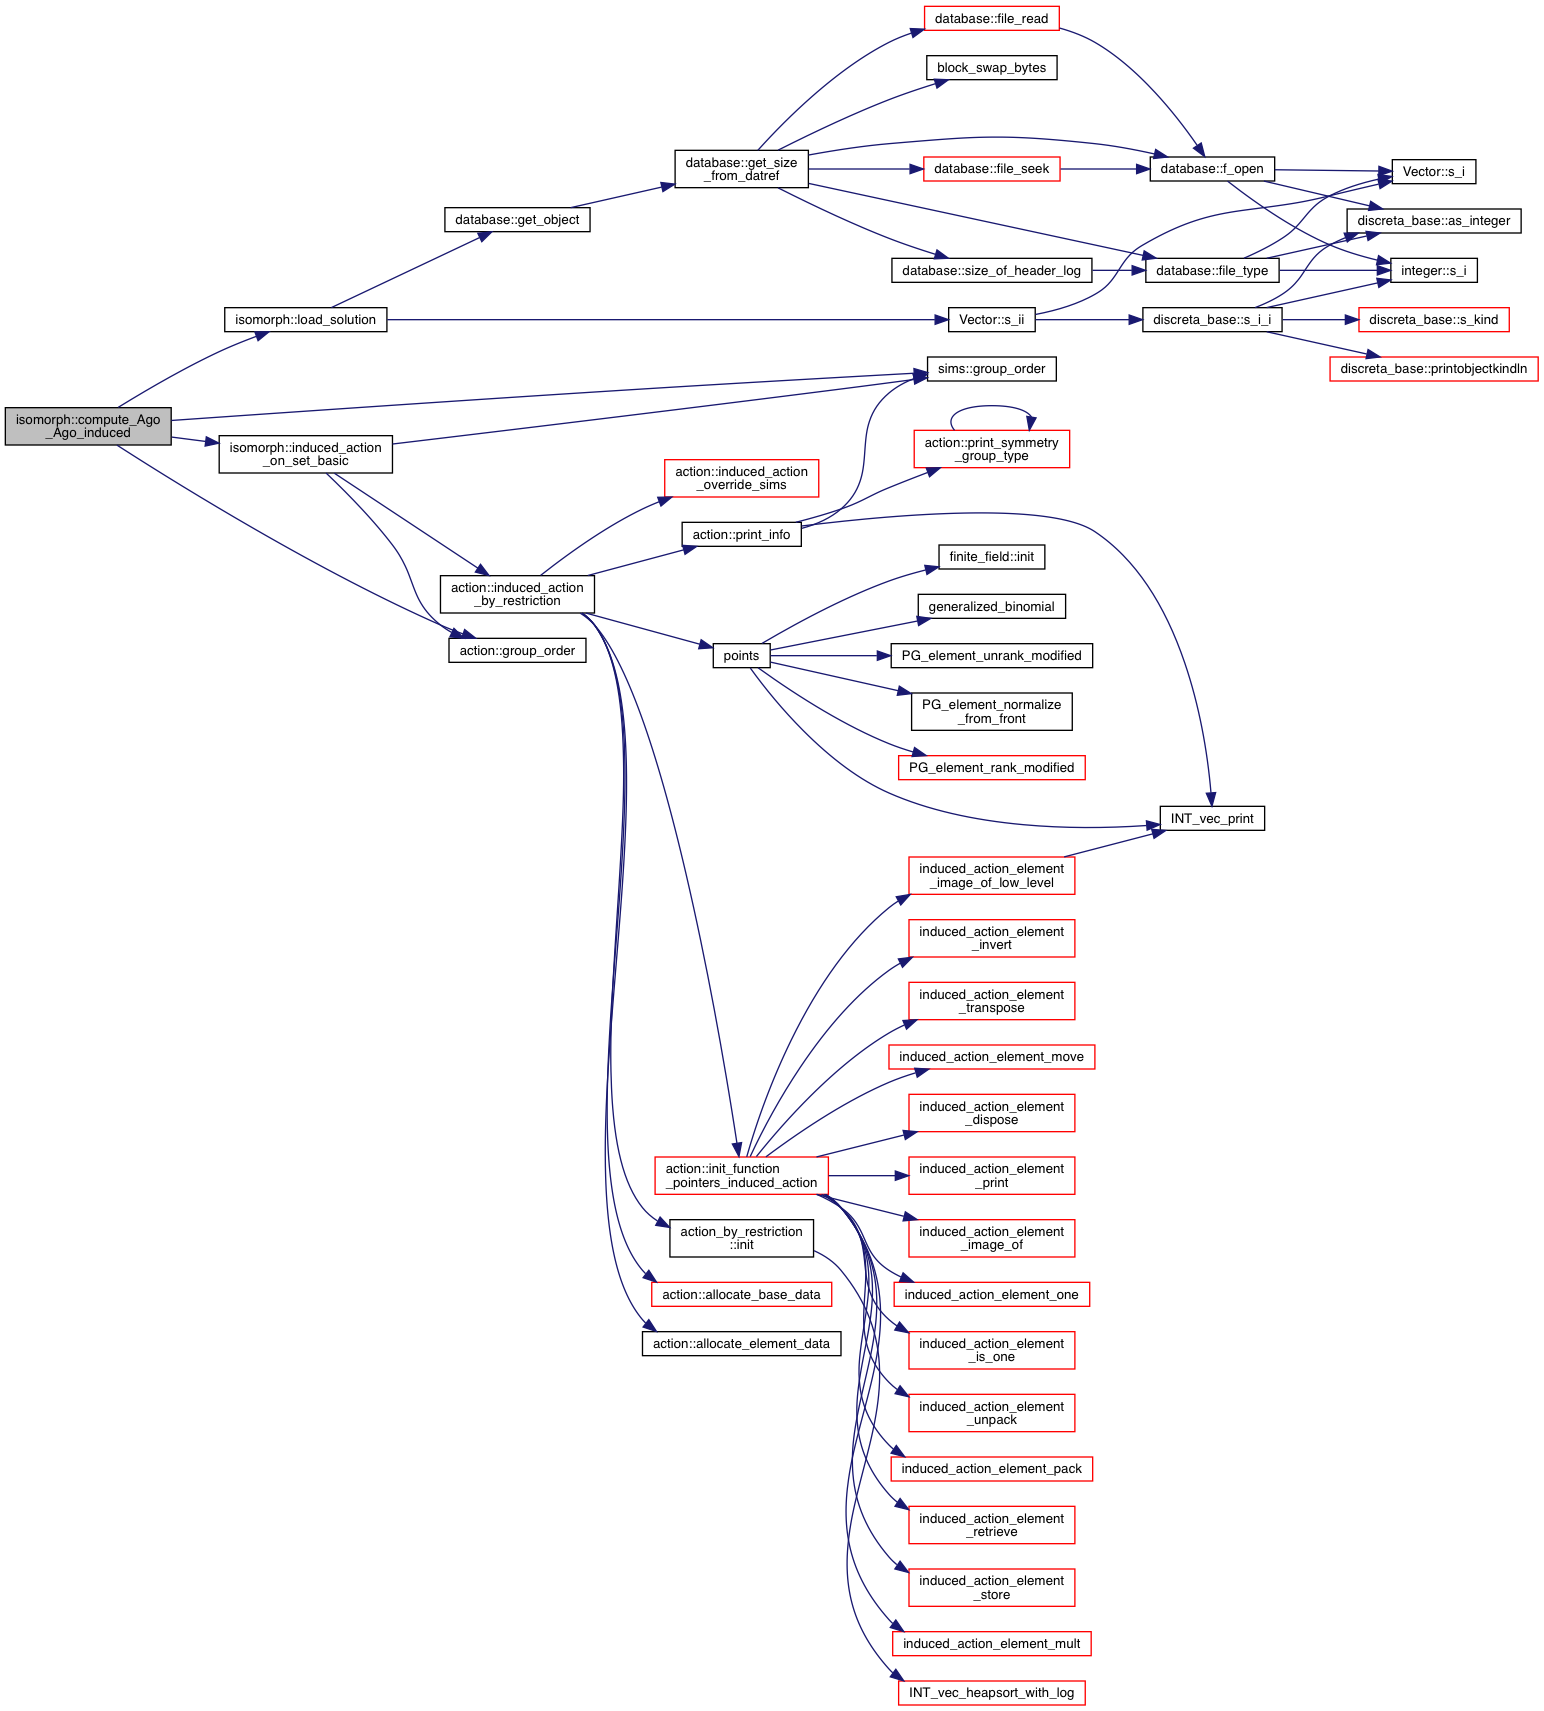 database::file_read
block_swap_bytes
database::get_size
_from_datref
database::f_open
database::file_seek
Vector::s_i
database::get_object
discreta_base::as_integer
database::size_of_header_log
database::file_type
integer::s_i
isomorph::load_solution
Vector::s_ii
discreta_base::s_i_i
discreta_base::s_kind
sims::group_order
discreta_base::printobjectkindln
isomorph::compute_Ago
_Ago_induced
isomorph::induced_action
_on_set_basic
action::print_symmetry
_group_type
action::induced_action
_override_sims
action::print_info
finite_field::init
action::induced_action
_by_restriction
generalized_binomial
action::group_order
points
PG_element_unrank_modified
PG_element_normalize
_from_front
PG_element_rank_modified
INT_vec_print
induced_action_element
_image_of_low_level
induced_action_element
_invert
induced_action_element
_transpose
induced_action_element_move
induced_action_element
_dispose
action::init_function
_pointers_induced_action
induced_action_element
_print
action_by_restriction
::init
induced_action_element
_image_of
action::allocate_base_data
induced_action_element_one
action::allocate_element_data
induced_action_element
_is_one
induced_action_element
_unpack
induced_action_element_pack
induced_action_element
_retrieve
induced_action_element
_store
induced_action_element_mult
INT_vec_heapsort_with_log